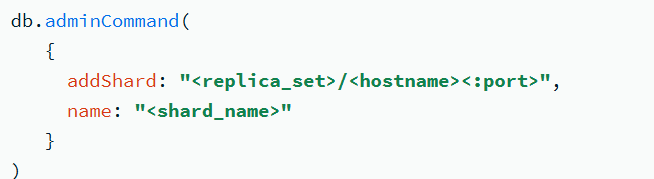 db.adminCommand(
   {
     addShard: "<replica_set>/<hostname><:port>",
     name: "<shard_name>"
   }
)